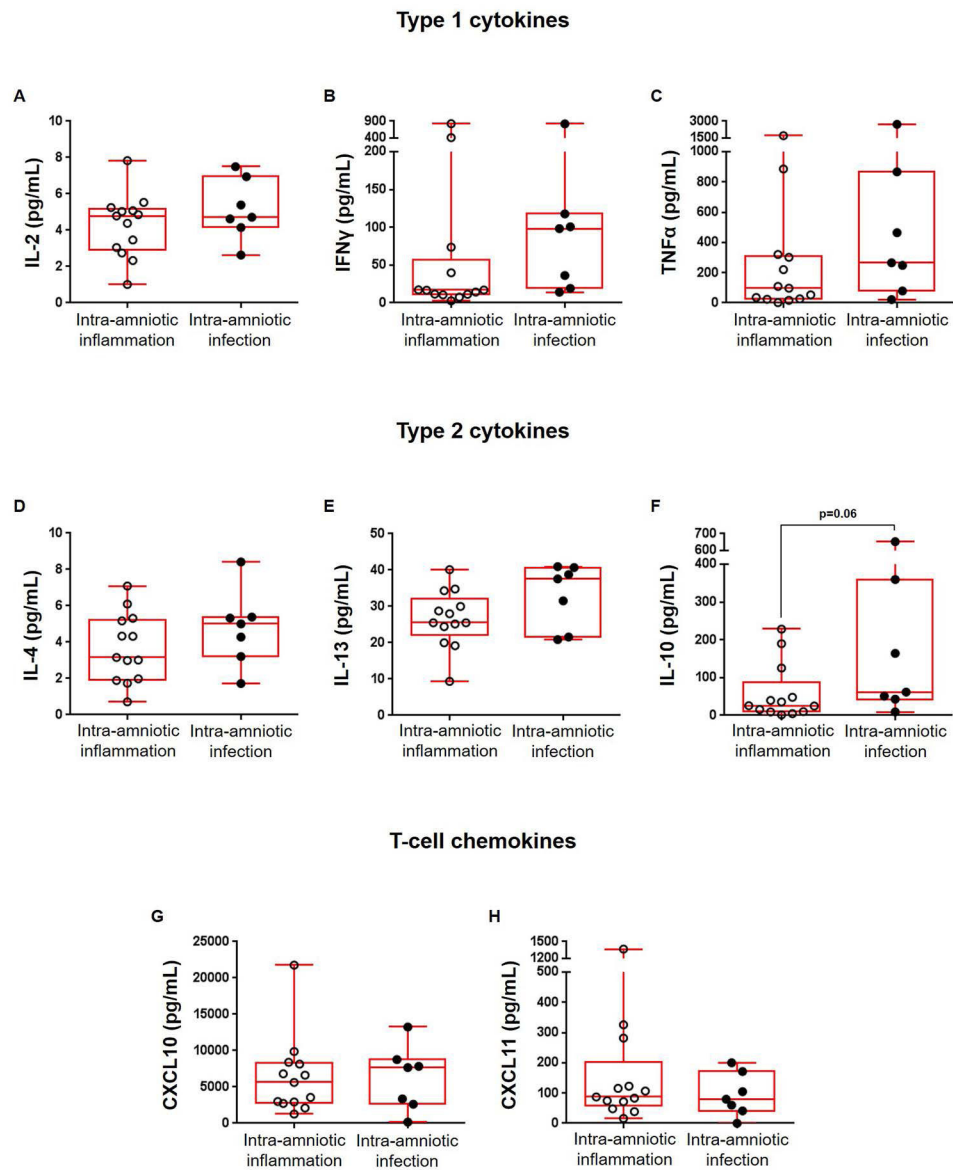 Type 1 cytokines
A
B
C
IL-2 (pg/mL)
10
8
6
4
2
0
Intra-amniotic
inflammation
Intra-amniotic
infection
IFNγ (pg/mL)
900
400
200
150
100
50
0
Intra-amniotic
inflammation
Intra-amniotic
infection
TNFα (pg/mL)
3000
1500
1000
800
600
400
200
0
Intra-amniotic
inflammation
Intra-amniotic
infection
Type 2 cytokines
D
E
F
IL-4 (pg/mL)
10
8
6
4
2
0
Intra-amniotic
inflammation
Intra-amniotic
infection
IL-13 (pg/mL)
50
40
30
20
10
0
Intra-amniotic
inflammation
Intra-amniotic
infection
p=0.06
IL-10 (pg/mL)
700
600
400
300
200
100
0
Intra-amniotic
inflammation
Intra-amniotic
infection
T-cell chemokines
G
H
CXCL10 (pg/mL)
25000
20000
15000
10000
5000
0
Intra-amniotic
inflammation
Intra-amniotic
infection
CXCL11 (pg/mL)
1500
1200
500
400
300
200
100
0
Intra-amniotic
inflammation
Intra-amniotic
infection